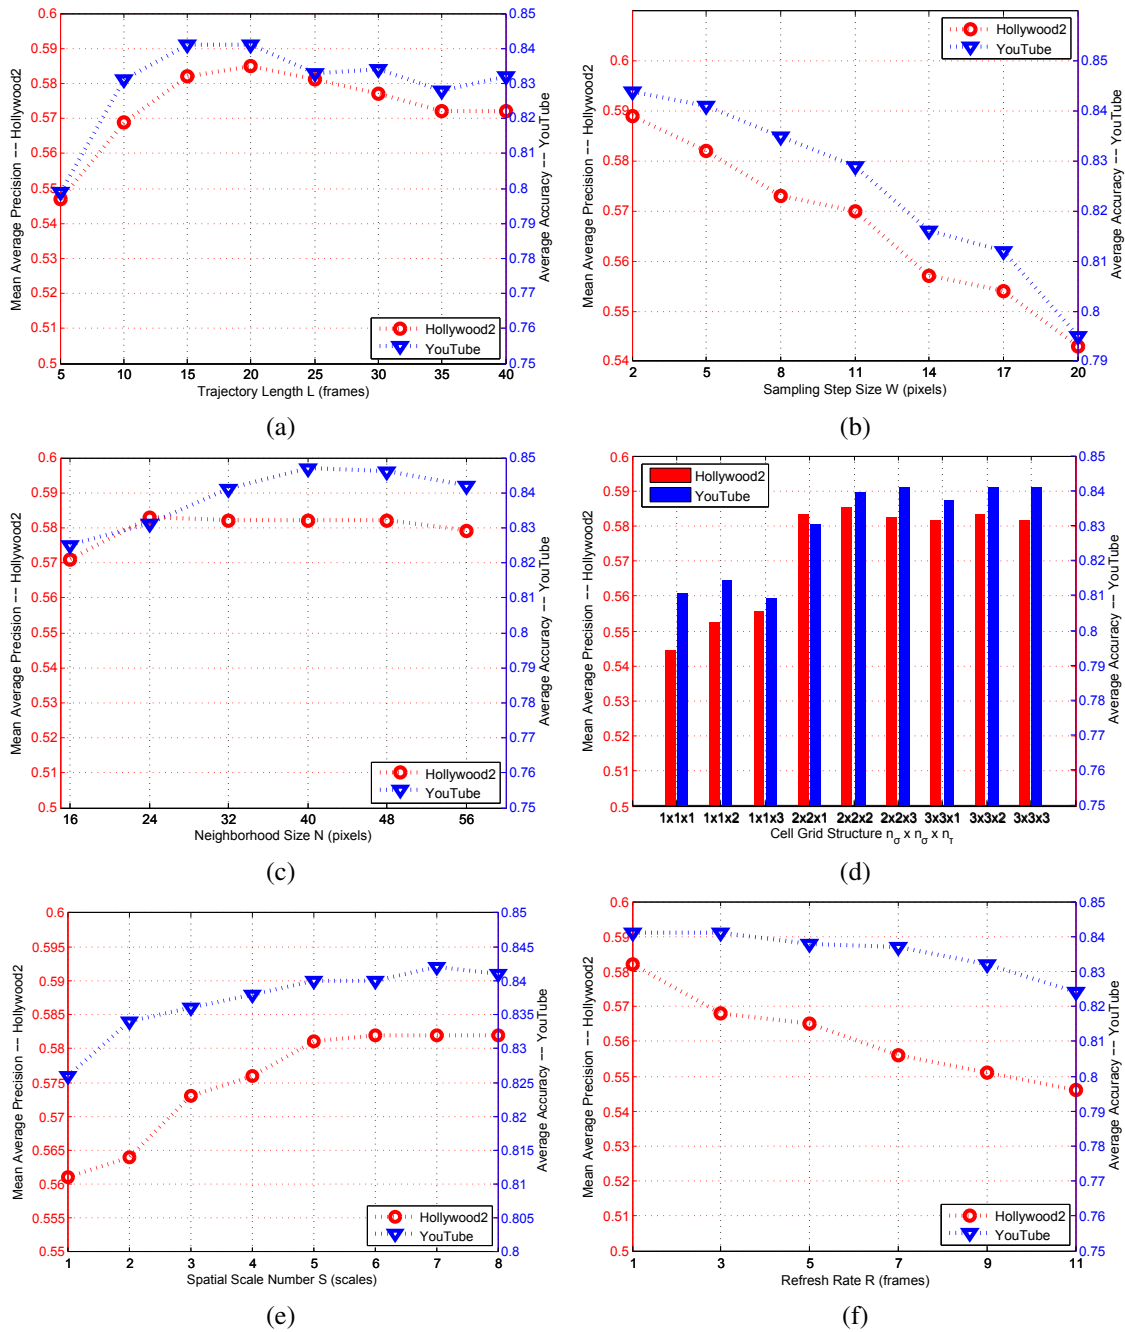 0.6
0.59
0.58
0.57
0.56
0.55
0.54
0.53
0.52
0.51
0.5
Mean Average Precision −− Hollywood2
0.85
0.84
0.83
0.82
0.81
0.8
0.79
0.78
0.77
0.76
0.75
Average Accuracy −− YouTube
Hollywood2
YouTube
5 10 15 20 25 30 35 40
Trajectory Length L (frames)
(a)
0.6
0.59
0.58
0.57
0.56
0.55
0.54
Mean Average Precision −− Hollywood2
0.85
0.84
0.83
0.82
0.81
0.8
0.79
Average Accuracy −− YouTube
Hollywood2
YouTube
2 5 8 11 14 17 20
Sampling Step Size W (pixels)
(b)
0.6
0.59
0.58
0.57
0.56
0.55
0.54
0.53
0.52
0.51
0.5
Mean Average Precision −− Hollywood2
0.85
0.84
0.83
0.82
0.81
0.8
0.79
0.78
0.77
0.76
0.75
Average Accuracy −− YouTube
Hollywood2
YouTube
16 24 32 40 48 56
Neighborhood Size N (pixels)
(c)
0.6
0.59
0.58
0.57
0.56
0.55
0.54
0.53
0.52
0.51
0.5
Mean Average Precision −− Hollywood2
0.85
0.84
0.83
0.82
0.81
0.8
0.79
0.78
0.77
0.76
0.75
Average Accuracy −− YouTube
Hollywood2
YouTube
1x1x1 1x1x2 1x1x3 2x2x1 2x2x2 2x2x3 3x3x1 3x3x2 3x3x3
Cell Grid Structure nσ x nσ x nτ
(d)
0.6
0.595
0.59
0.585
0.58
0.575
0.57
0.565
0.56
0.555
0.55
Mean Average Precision −− Hollywood2
0.85
0.845
0.84
0.835
0.83
0.825
0.82
0.815
0.81
0.805
0.8
Average Accuracy −− YouTube
Hollywood2
YouTube
1 2 3 4 5 6 7 8
Spatial Scale Number S (scales)
(e)
0.6
0.59
0.58
0.57
0.56
0.55
0.54
0.53
0.52
0.51
0.5
Mean Average Precision −− Hollywood2
0.85
0.84
0.83
0.82
0.81
0.8
0.79
0.78
0.77
0.76
0.75
Average Accuracy −− YouTube
Hollywood2
YouTube
1 3 5 7 9 11
Refresh Rate R (frames)
(f)